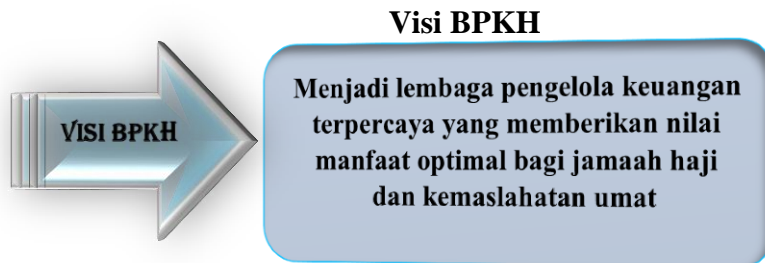 Visi BPKH
VISI BPKH
Menjadi lembaga pengelola keuangan
terpercaya yang memberikan nilai
manfaat optimal bagi jamaah haji
dan kemaslahatan umat